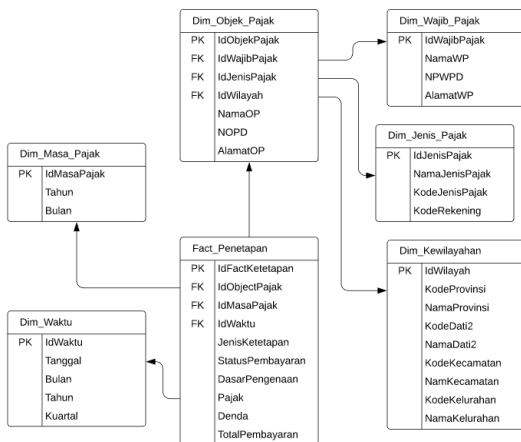 Dim_Objek_Pajak
PK IdObjekPajak
FK IdWajibPajak
FK IdJenisPajak
FK IdWilayah
NamaOP
NOPD
AlamatOP
Dim_Wajib_Pajak
PK IdWajibPajak
NamaWP
NPWPD
AlamatWP
Dim_Jenis_Pajak
PK IdJenisPajak
NamaJenisPajak
KodeJenisPajak
KodeRekening
Dim_Masa_Pajak
PK IdMasaPajak
Tahun
Bulan
Fact_Penetapan
PK IdFactKetetapan
FK IdObjectPajak
FK IdMasaPajak
FK IdWaktu
JenisKetetapan
StatusPembayaran
DasarPengenaan
Pajak
Denda
TotalPembayaran
Dim_Kewilayahan
PK IdWilayah
KodeProvinsi
NamaProvinsi
KodeDati2
NamaDati2
KodeKecamatan
NamKecamatan
KodeKelurahan
NamaKelurahan
Dim_Waktu
PK IdWaktu
Tanggal
Bulan
Tahun
Kuartal